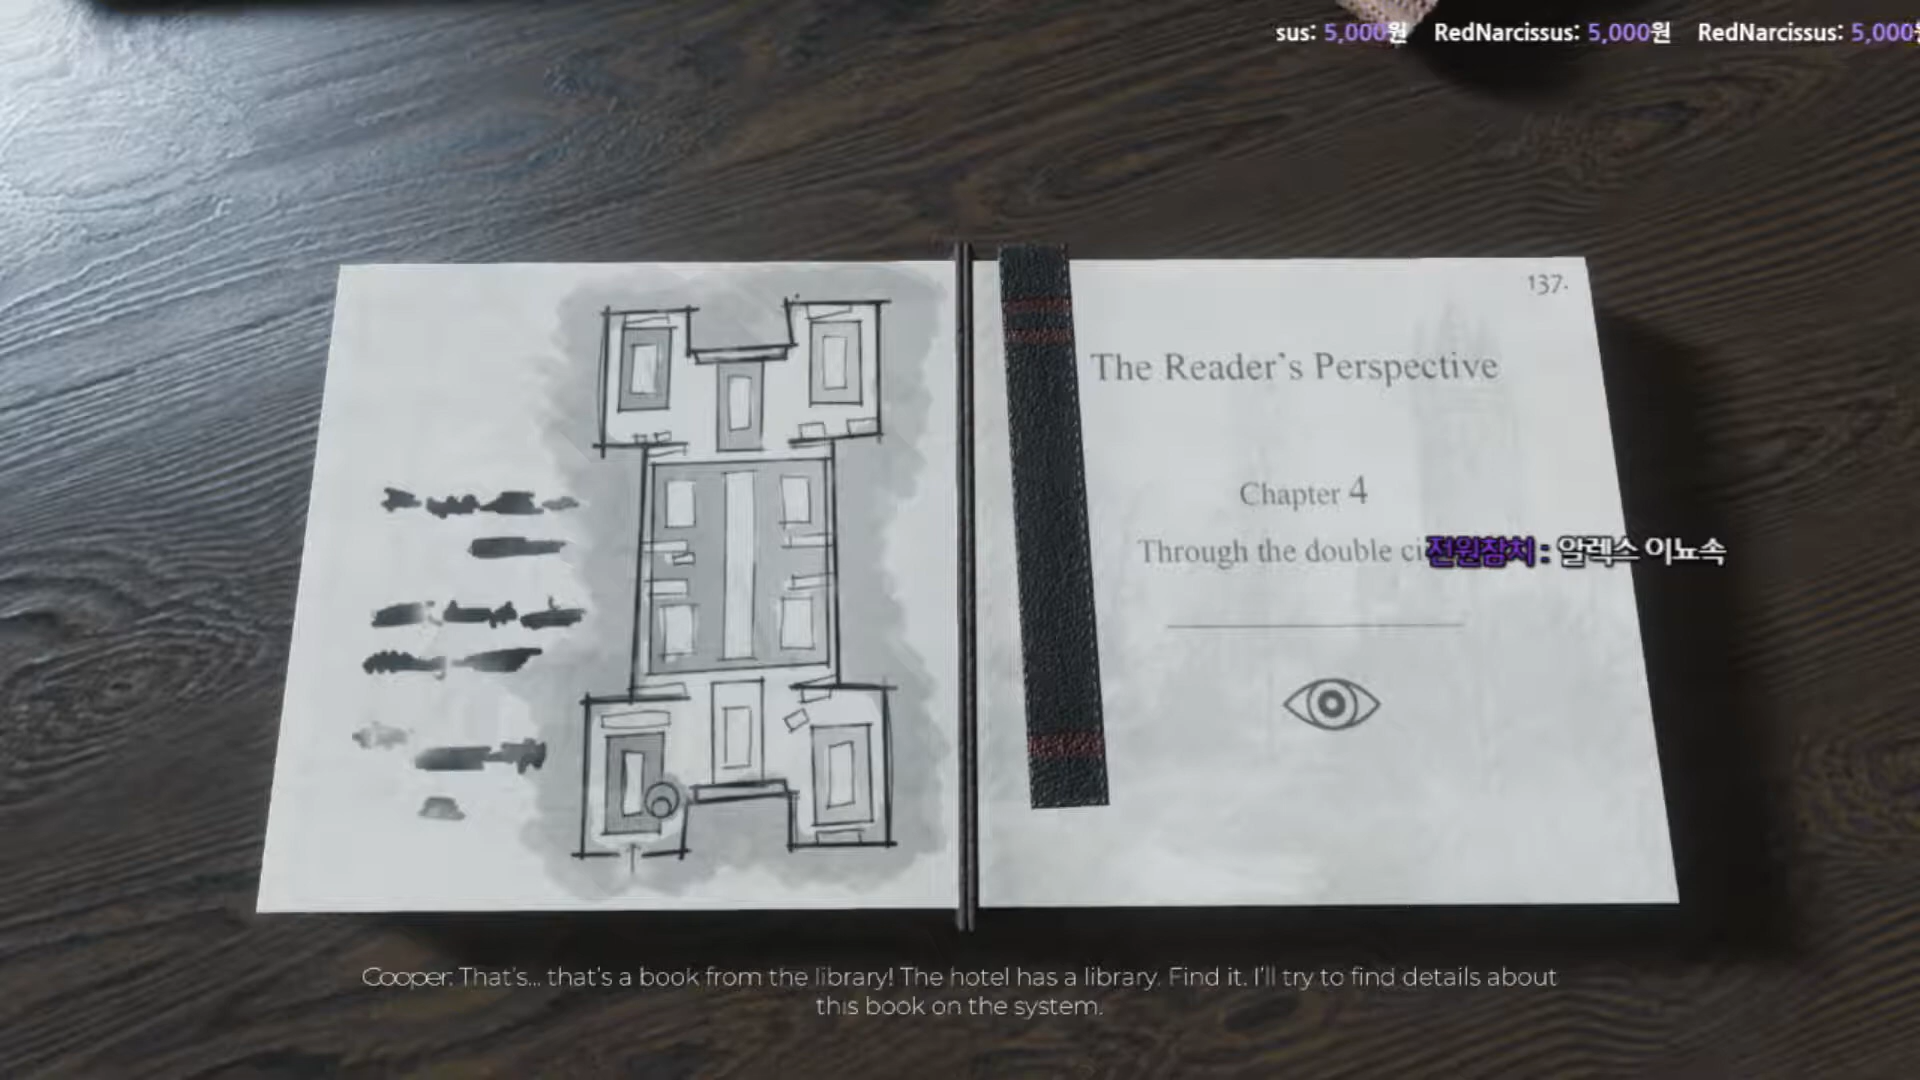 sus: 5,000원 RedNarcissus: 5,000원 RedNarcissus: 5,000
137.
The Reader's Perspective
Chapter 4
Through the double
전원참치 : 알렉스 이뇨속
Cooper: That's... that's a book from the library! The hotel has a library. Find it. I'll try to find details about
this book on the system.